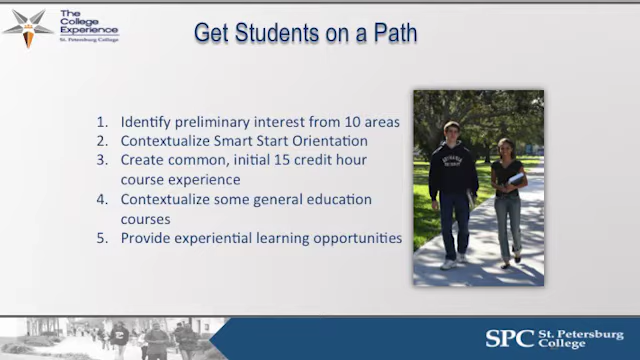 The
College
Experience
St. Petersburg College
Get Students on a Path
1. Identify preliminary interest from 10 areas
2. Contextualize Smart Start Orientation
3. Create common, initial 15 credit hour
course experience
4. Contextualize some general education
courses
5. Provide experiential learning opportunities
SPC St. Petersburg
College